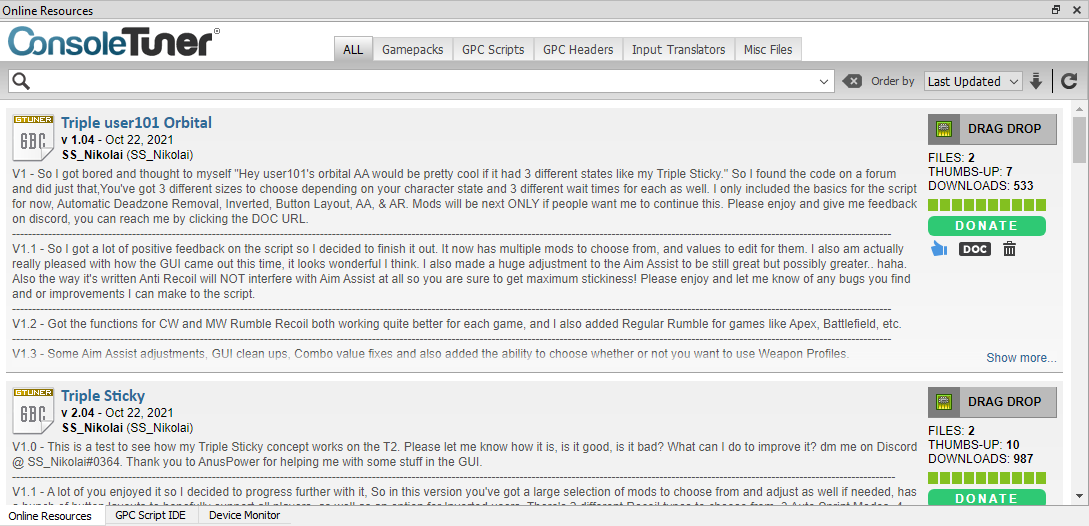 Online Resources
ConsoleTuner
ALL Gamepacks GPC Scripts GPC Headers Input Translators Misc Files
Order by Last Updated
GTUNER
GBC
Triple user101 Orbital
v 1.04 - Oct 22, 2021
SS_Nikolai (SS_Nikolai)
V1 - So I got bored and thought to myself "Hey user101's orbital AA would be pretty cool if it had 3 different states like my Triple Sticky." So I found the code on a forum
and did just that,You've got 3 different sizes to choose depending on your character state and 3 different wait times for each as well. I only included the basics for the script
for now, Automatic Deadzone Removal, Inverted, Button Layout, AA, & AR. Mods will be next ONLY if people want me to continue this. Please enjoy and give me feedback
on discord, you can reach me by clicking the DOC URL.
V1.1 - So I got a lot of positive feedback on the script so I decided to finish it out. It now has multiple mods to choose from, and values to edit for them. I also am actually
really pleased with how the GUI came out this time, it looks wonderful I think. I also made a huge adjustment to the Aim Assist to be still great but possibly greater.. haha.
Also the way it's written Anti Recoil will NOT interfere with Aim Assist at all so you are sure to get maximum stickiness! Please enjoy and let me know of any bugs you
find and or improvements I can make to the script.
V1.2 - Got the functions for CW and MW Rumble Recoil both working quite better for each game, and I also added Regular Rumble for games like Apex, Battlefield, etc.
V1.3 - Some Aim Assist adjustments, GUI clean ups, Combo value fixes and also added the ability to choose whether or not you want to use Weapon Profiles.
Show more...
DRAG DROP
FILES: 2
THUMBS-UP: 7
DOWNLOADS: 533
DONATE
DOC
GTUNER
GBC
Triple Sticky
v 2.04 - Oct 22, 2021
SS_Nikolai (SS_Nikolai)
V1.0 - This is a test to see how my Triple Sticky concept works on the T2. Please let me know how it is, is it good, is it bad? What can I do to improve it? dm me on Discord
@ SS_Nikolai#0364. Thank you to AnusPower for helping me with some stuff in the GUI.
V1.1 - A lot of you enjoyed it so I decided to progress further with it, So in this version you've got a large selection of mods to choose from and adjust as well if needed, has
DRAG DROP
FILES: 2
THUMBS-UP: 10
DOWNLOADS: 987
DONATE
Online Resources GPC Script IDE Device Monitor